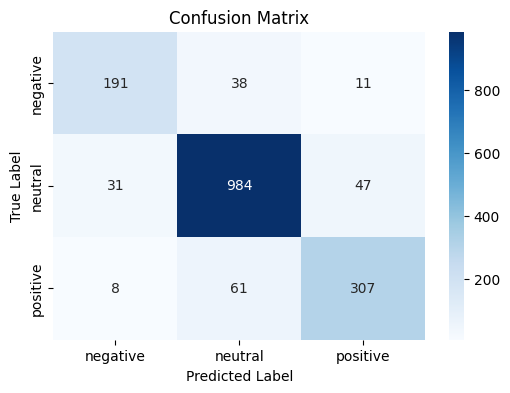 Confusion Matrix
True Label
negative
191
38
11
neutral
31
984
47
positive
8
61
307
negative
neutral
positive
Predicted Label
800
600
400
200